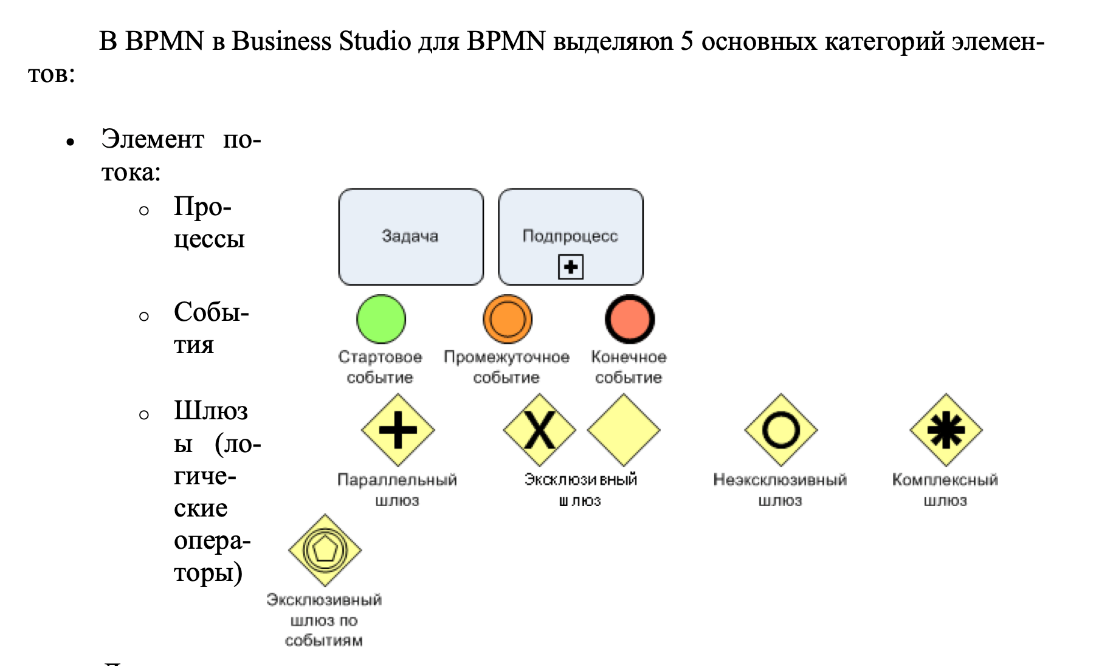 В BPMN в Business Studio для BPMN выделяюп 5 основных категорий элемен-
тов:
• Элемент по-
тока:
○ Про-
цессы
Задача
Подпроцесс
○ Собы-
тия
Стартовое
событие
Промежуточное
событие
Конечное
событие
○ Шлюз
ы (ло-
гиче-
ские
опера-
торы)
Параллельный
шлюз
X
Эксклюзивный
шлюз
Неэксклюзивный
шлюз
Комплексный
шлюз
Эксклюзивный
шлюз по
событиям